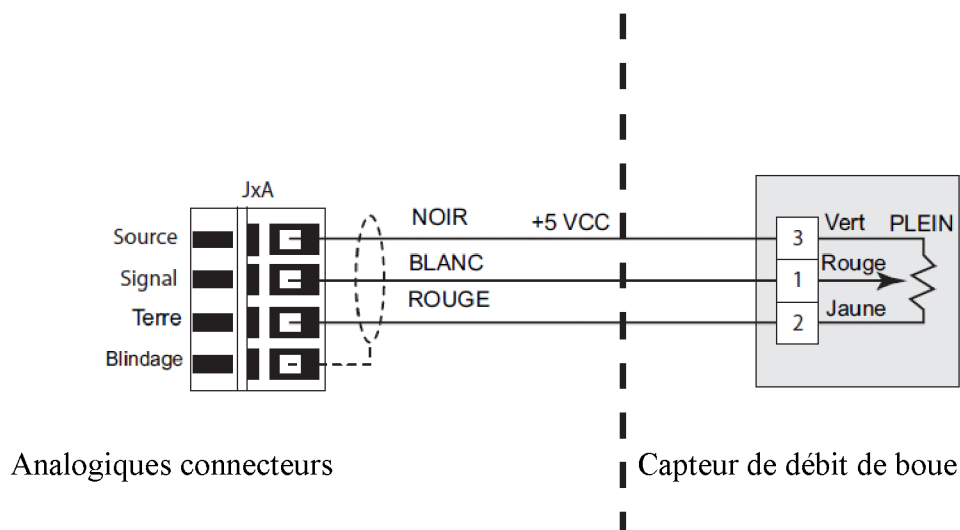 JxA
Source
NOIR
+5 VCC
3
Vert
PLEIN
Signal
BLANC
1
Rouge
Terre
ROUGE
2
Jaune
Blindage
Analogiques connecteurs
Capteur de débit de boue